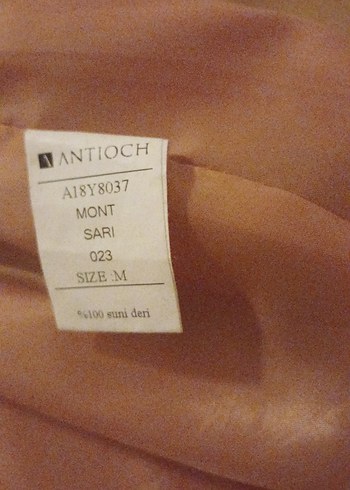 ANTIOCH
A18Y8037
MONT
SARI
023
SIZE :M
%100 suni deri